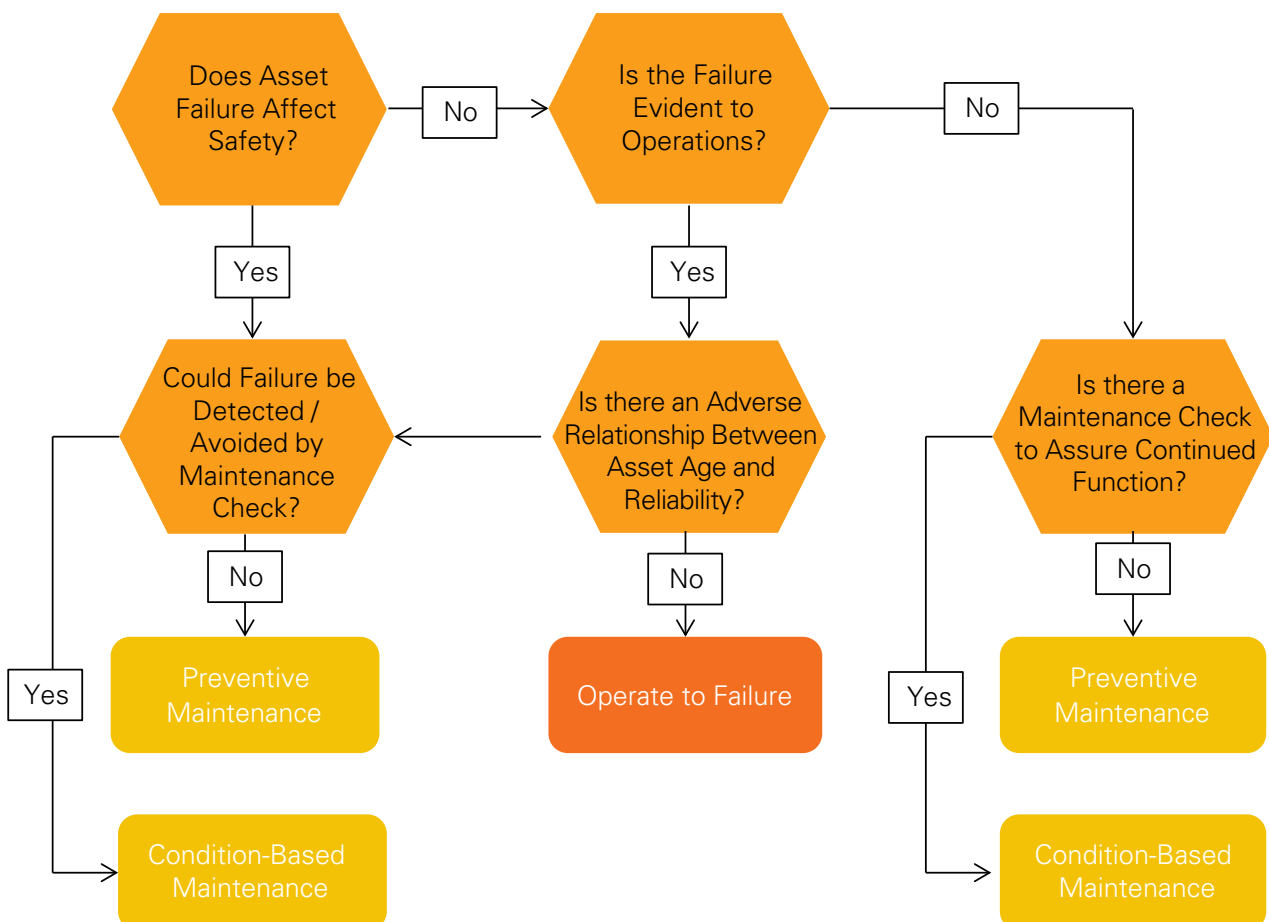 Does Asset
Failure Affect
Safety?
No
Is the Failure
Evident to
Operations?
No
Yes
Yes
Could Failure be
Detected /
Avoided by
Maintenance
Check?
Is there an Adverse
Relationship Between
Asset Age and
Reliability?
Is there a
Maintenance Check
to Assure Continued
Function?
No
No
No
Yes
Preventive
Maintenance
Operate to Failure
Yes
Preventive
Maintenance
Condition-Based
Maintenance
Condition-Based
Maintenance